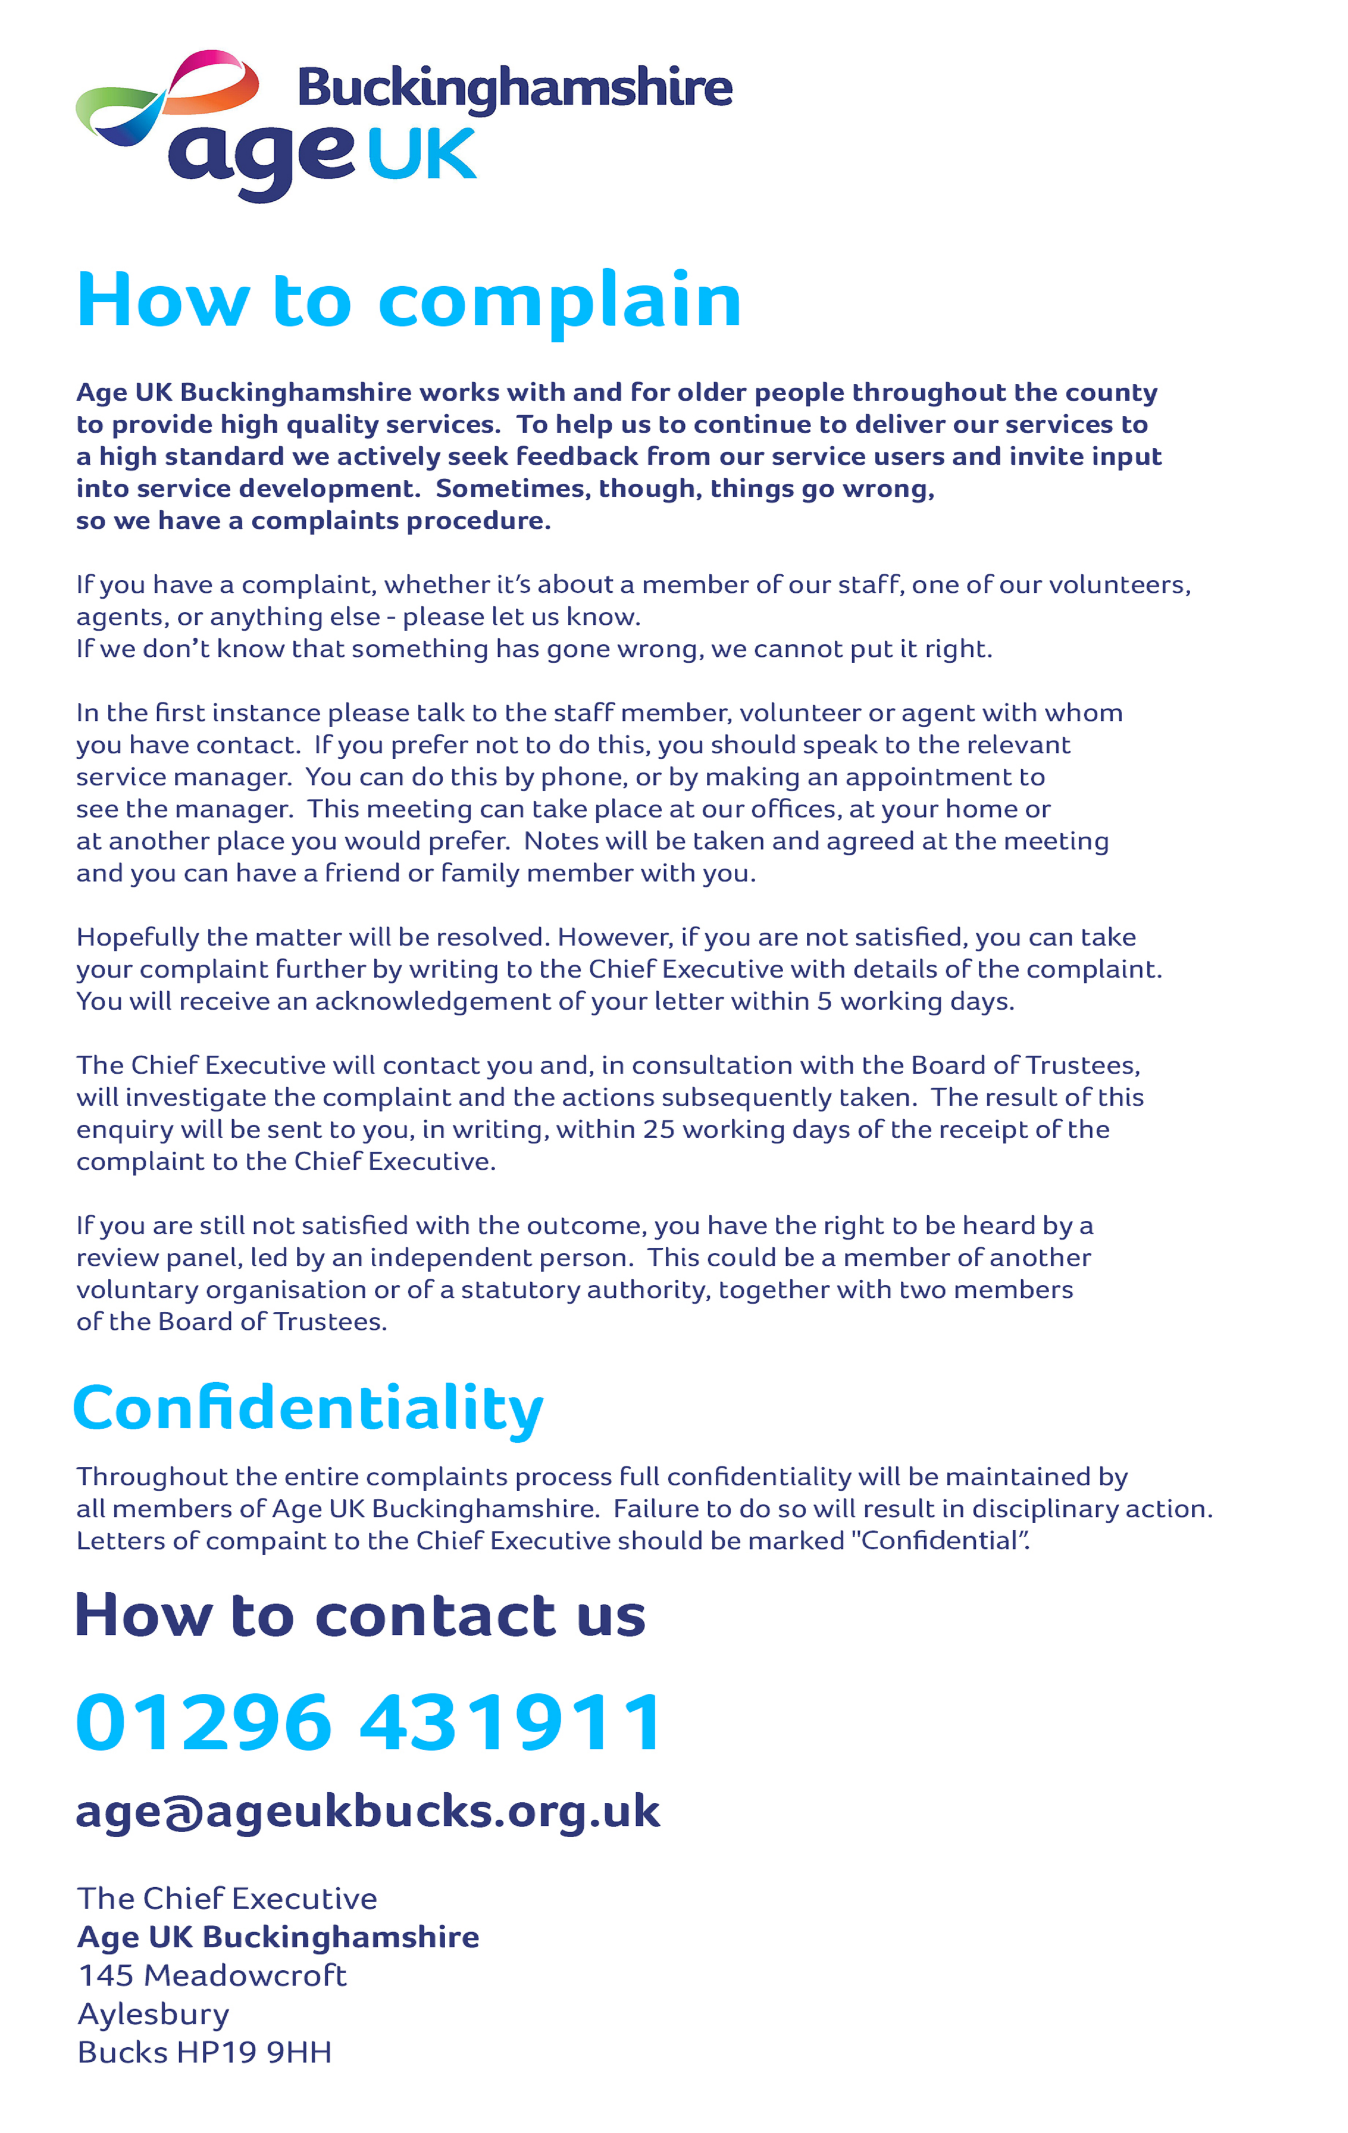 Buckinghamshire
age UK
How to complain
Age UK Buckinghamshire works with and for older people throughout the county
to provide high quality services.  To help us to continue to deliver our services to
a high standard we actively seek feedback from our service users and invite input
into service development.  Sometimes, though, things go wrong,
so we have a complaints procedure.
If you have a complaint, whether it’s about a member of our staff, one of our volunteers,
agents, or anything else - please let us know.
If we don’t know that something has gone wrong, we cannot put it right.
In the first instance please talk to the staff member, volunteer or agent with whom
you have contact.  If you prefer not to do this, you should speak to the relevant
service manager.  You can do this by phone, or by making an appointment to
see the manager.  This meeting can take place at our offices, at your home or
at another place you would prefer.  Notes will be taken and agreed at the meeting
and you can have a friend or family member with you.
Hopefully the matter will be resolved. However, if you are not satisfied, you can take
your complaint further by writing to the Chief Executive with details of the complaint.
You will receive an acknowledgement of your letter within 5 working days.
The Chief Executive will contact you and, in consultation with the Board of Trustees,
will investigate the complaint and the actions subsequently taken.  The result of this
enquiry will be sent to you, in writing, within 25 working days of the receipt of the
complaint to the Chief Executive.
If you are still not satisfied with the outcome, you have the right to be heard by a
review panel, led by an independent person.  This could be a member of another
voluntary organisation or of a statutory authority, together with two members
of the Board of Trustees.
Confidentiality
Throughout the entire complaints process full confidentiality will be maintained by
all members of Age UK Buckinghamshire.  Failure to do so will result in disciplinary action.
Letters of compaint to the Chief Executive should be marked "Confidential”.
How to contact us
01296 431911
age@ageukbucks.org.uk
The Chief Executive
Age UK Buckinghamshire
145 Meadowcroft
Aylesbury
Bucks HP19 9HH